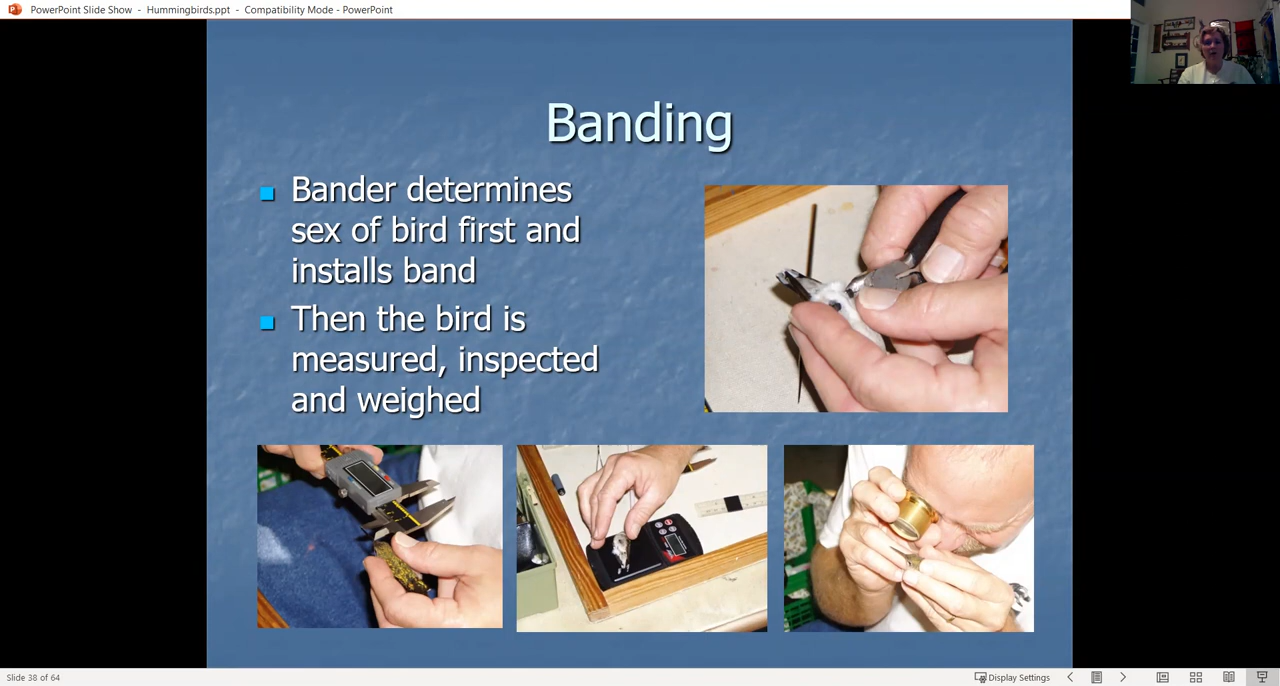 PowerPoint Slide Show - Hummingbirds.ppt - Compatibility Mode - PowerPoint
Banding
Bander determines
sex of bird first and
installs band
Then the bird is
measured, inspected
and weighed
Slide 38 of 64
Display Settings